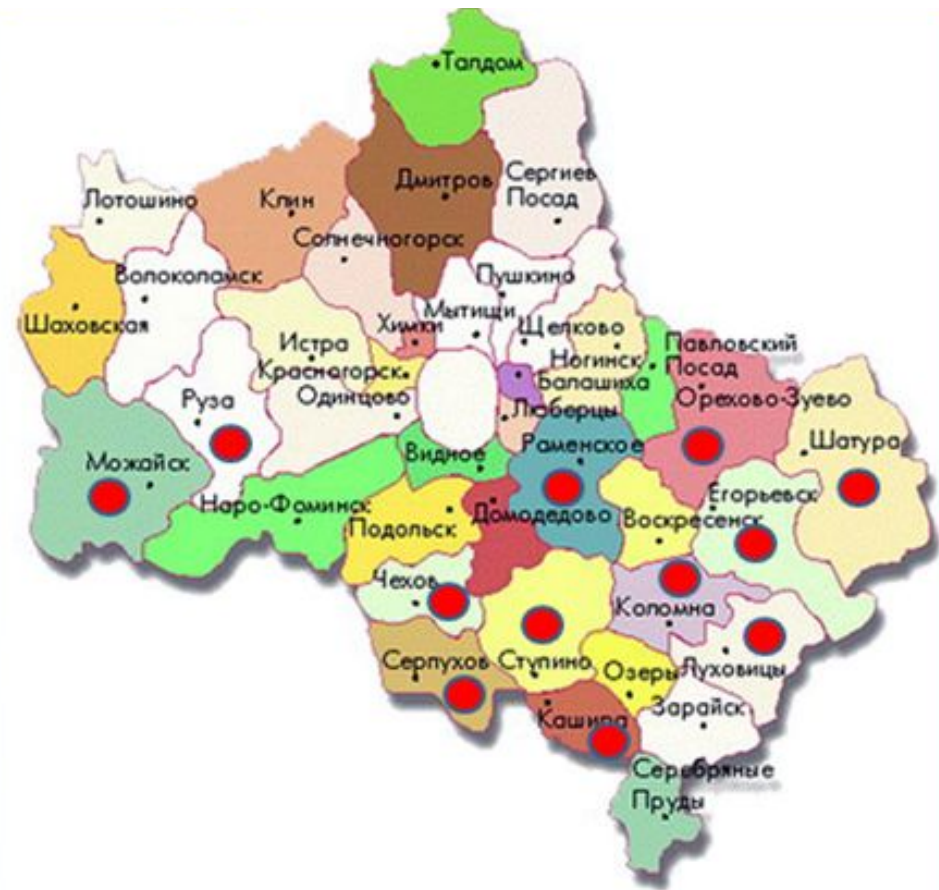 Талдом
Дмитров
Сергиев
Посад
Лотошино
Клин
Солнечногорск
Волоколамск
Пушкино
Шаховская
Мытищи
Химки
Щелково
Истра
Павловский
Посад
Ногинск
Красногорск
Балашиха
Одинцово
Руза
Люберцы
Орехово-Зуево
Шатура
Видное
Раменское
Можайск
Егорьевск
Наро-Фоминск
Подольск
Домодедово
Воскресенск
Чехов
Коломна
Серпухов
Ступино
Озеры
Луховицы
Кашира
Зарайск
Серебряные
Пруды